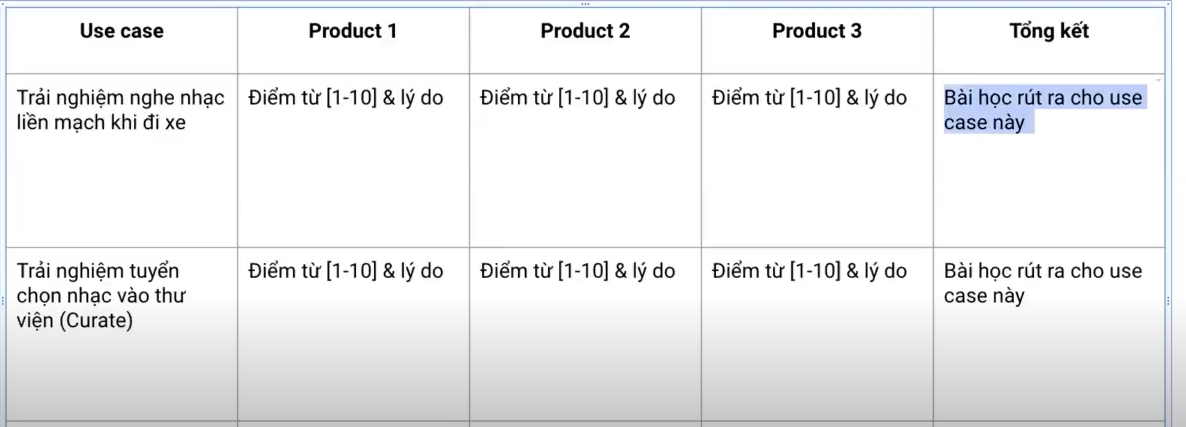 Use case
Product 1
Product 2
Product 3
Tổng kết
Trải nghiệm nghe nhạc
liền mạch khi đi xe
Điểm từ [1-10] & lý do
Điểm từ [1-10] & lý do
Điểm từ [1-10] & lý do
Bài học rút ra cho use
case này
Trải nghiệm tuyển
chọn nhạc vào thư
viện (Curate)
Điểm từ [1-10] & lý do
Điểm từ [1-10] & lý do
Điểm từ [1-10] & lý do
Bài học rút ra cho use
case này